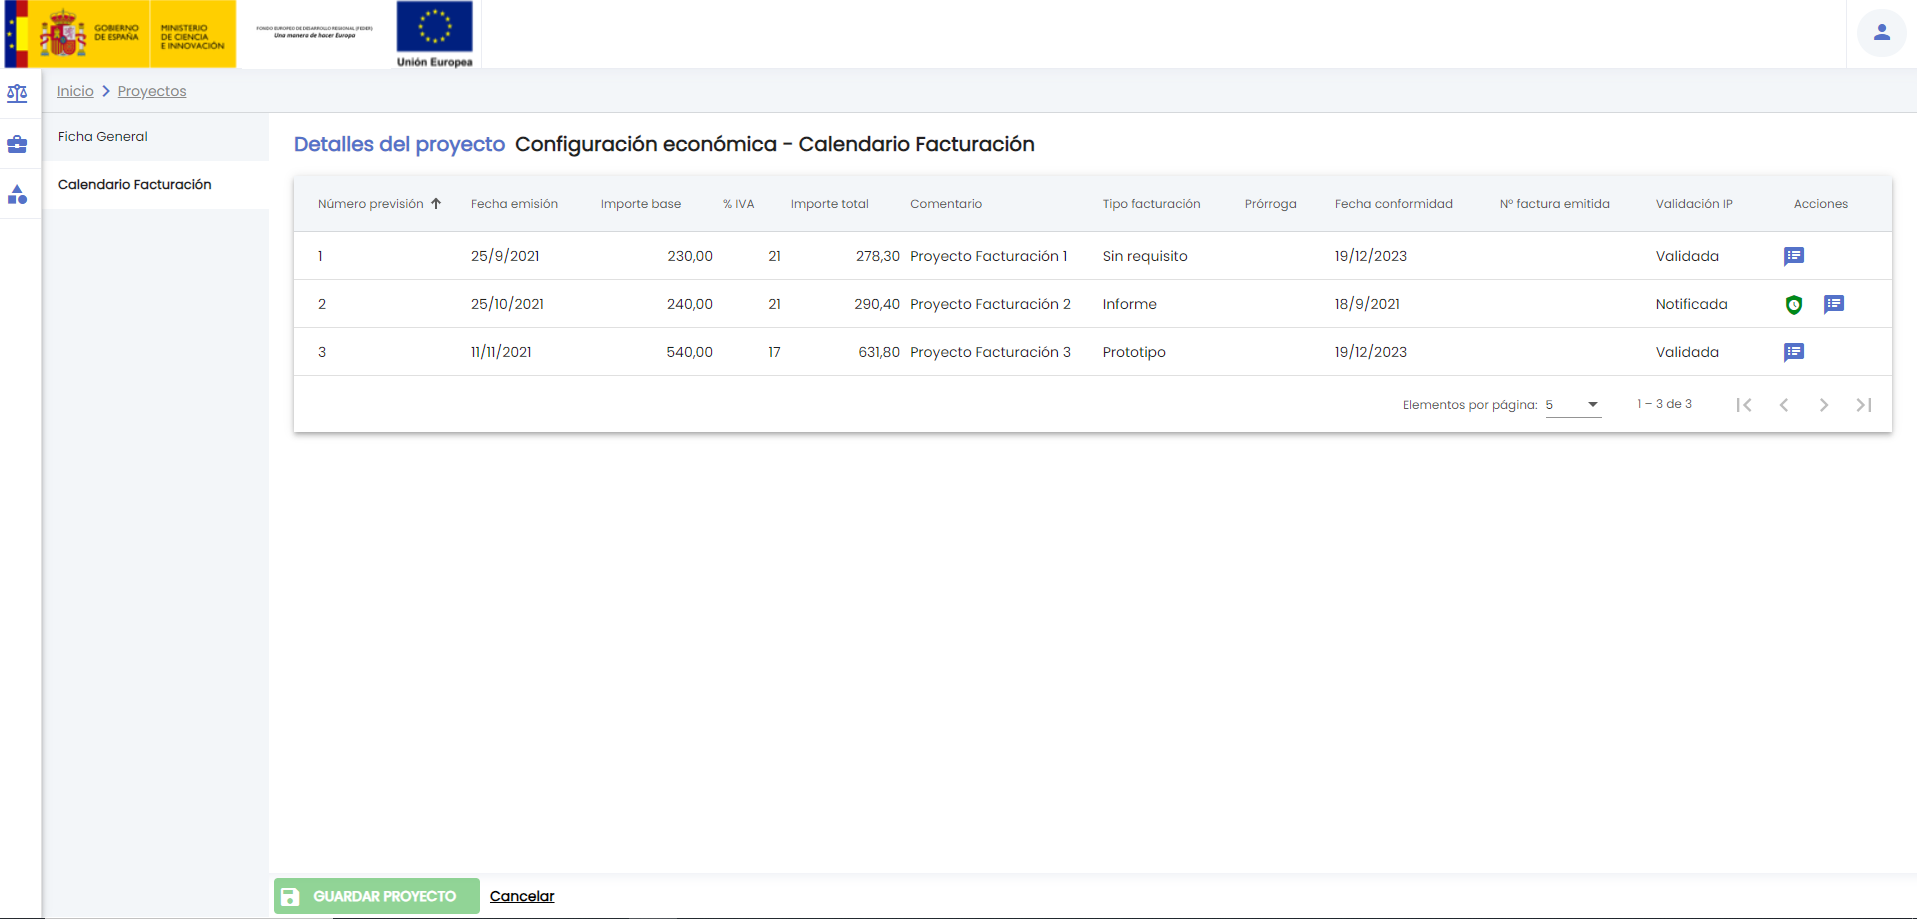 GOBIERNO
DE ESPAÑA
MINISTERIO
DE CIENCIA
E INNOVACIÓN
FONDO EUROPEO DE DESARROLLO REGIONAL (FEDER)
Una manera de hacer Europa
Unión Europea
Inicio Proyectos
Ficha General
Calendario Facturación
Detalles del proyecto Configuración económica - Calendario Facturación
Número previsión Fecha emisión Importe base % IVA Importe total Comentario Tipo facturación Prórroga Fecha conformidad Nº factura emitida Validación IP Acciones
1 25/9/2021 230,00 21 278,30 Proyecto Facturación 1 Sin requisito 19/12/2023 Validada
2 25/10/2021 240,00 21 290,40 Proyecto Facturación 2 Informe 18/9/2021 Notificada
3 11/11/2021 540,00 17 631,80 Proyecto Facturación 3 Prototipo 19/12/2023 Validada
Elementos por página: 5 1 – 3 de 3
GUARDAR PROYECTO Cancelar